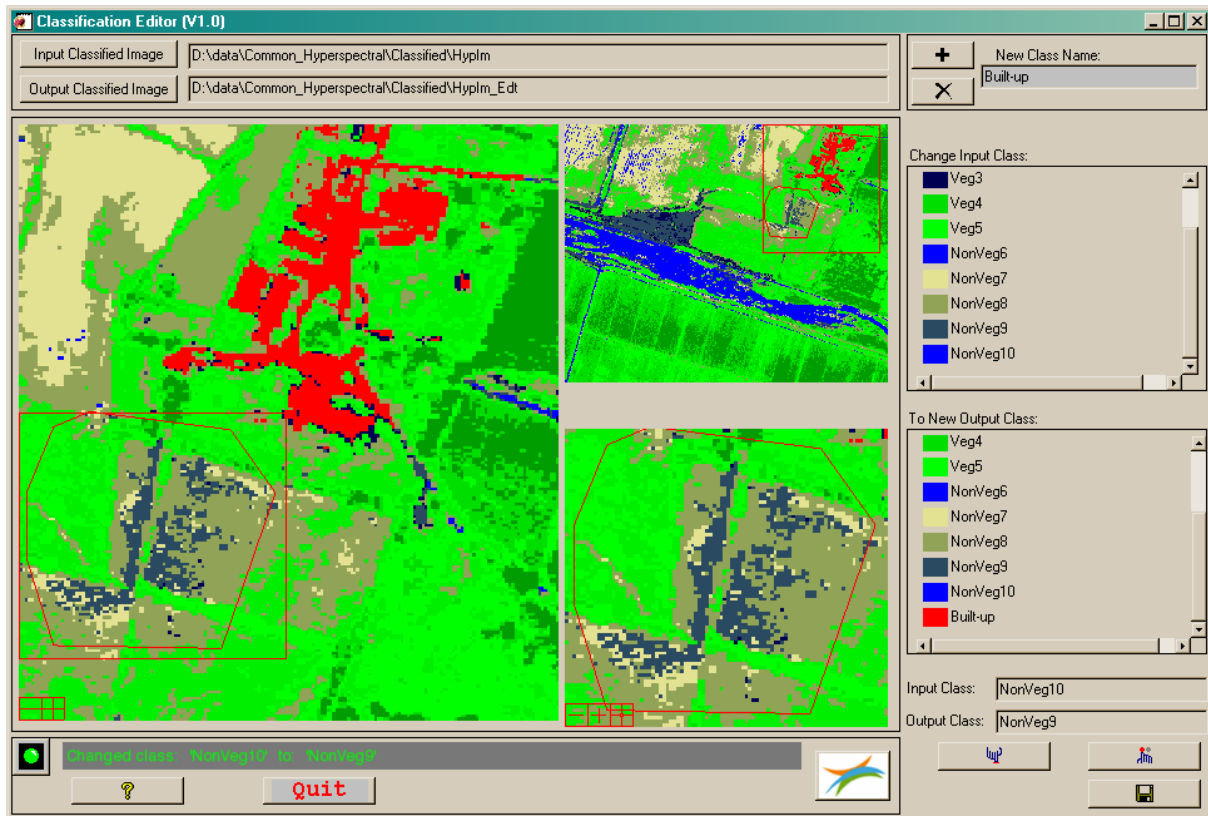 Classification Editor (V1.0)
Input Classified Image
D:\data\Common_Hyperspectral\Classified\HypIm
Output Classified Image
D:\data\Common_Hyperspectral\Classified\HypIm_Edt
New Class Name:
Built-up
Change Input Class:
Veg3
Veg4
Veg5
NonVeg6
NonVeg7
NonVeg8
NonVeg9
NonVeg10
To New Output Class:
Veg4
Veg5
NonVeg6
NonVeg7
NonVeg8
NonVeg9
NonVeg10
Built-up
Input Class:
NonVeg10
Output Class:
NonVeg9
Changed class: 'NonVeg10' to: 'NonVeg9'
?
Quit